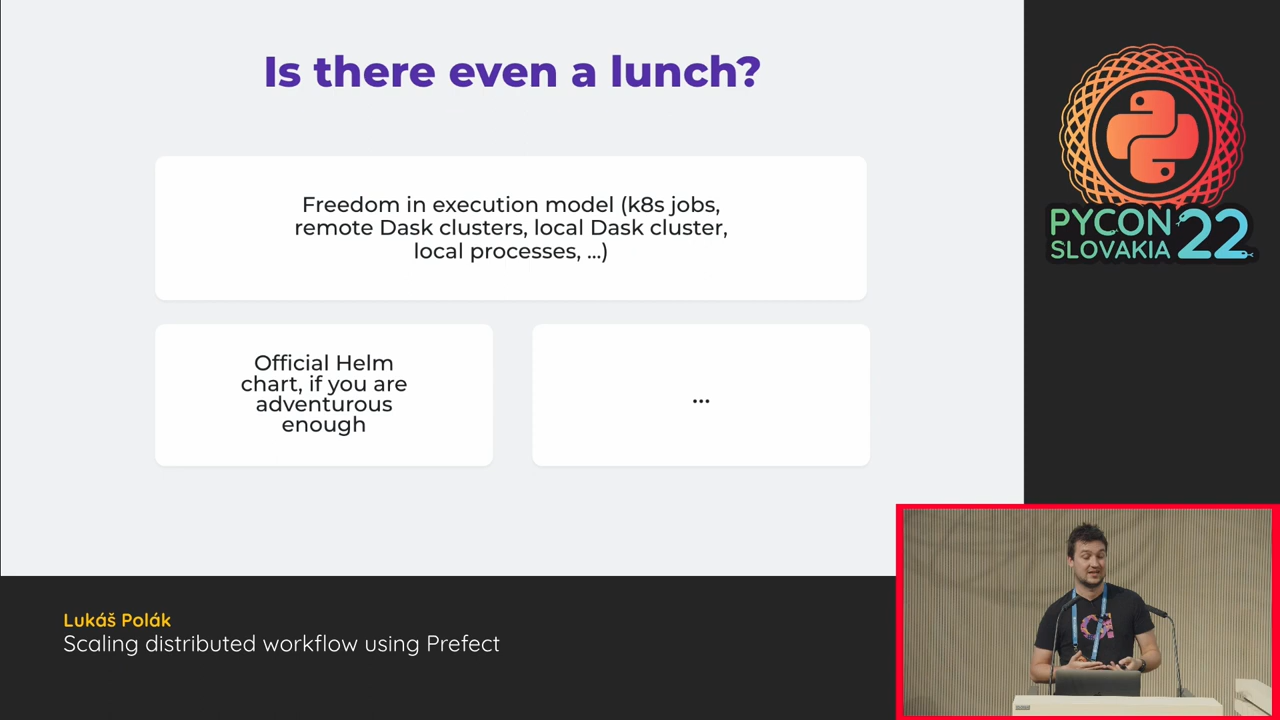 Is there even a lunch?
Freedom in execution model (k8s jobs,
remote Dask clusters, local Dask cluster,
local processes, ...)
Official Helm
chart, if you are
adventurous
enough
...
PYCON
SLOVAKIA
22
Lukáš Polák
Scaling distributed workflow using Prefect